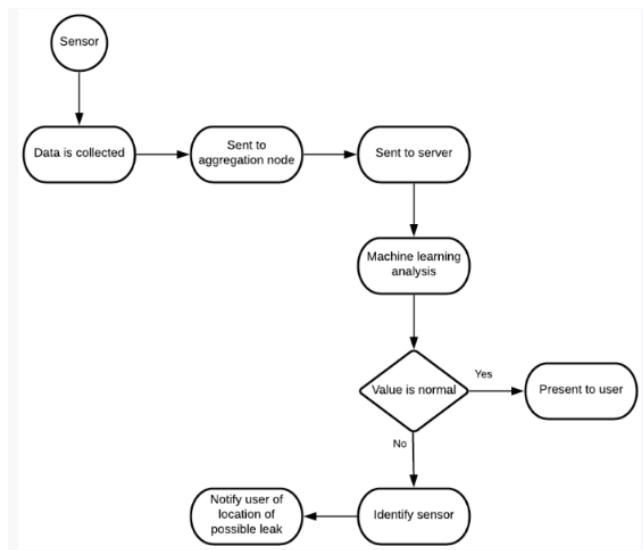 Sensor
Data is collected
Sent to
aggregation node
Sent to server
Machine learning
analysis
Value is normal
Yes
Present to user
No
Identify sensor
Notify user of
location of
possible leak